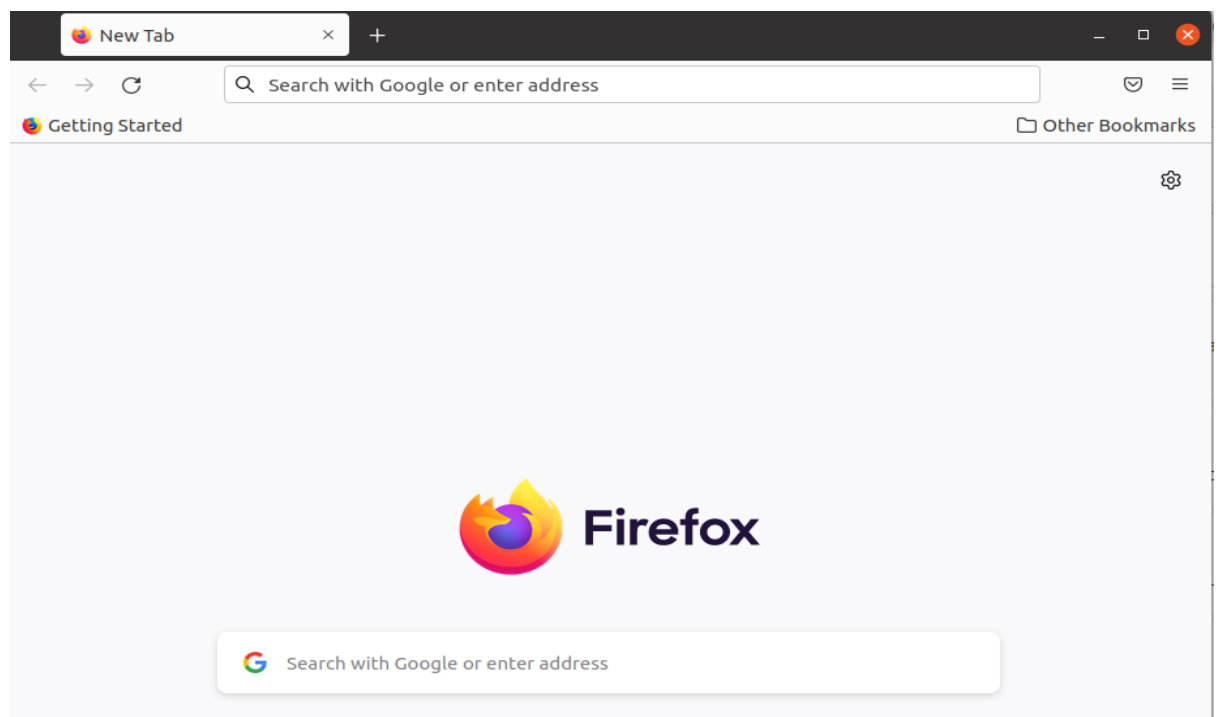 New Tab
Search with Google or enter address
Getting Started
Other Bookmarks
Firefox
Search with Google or enter address